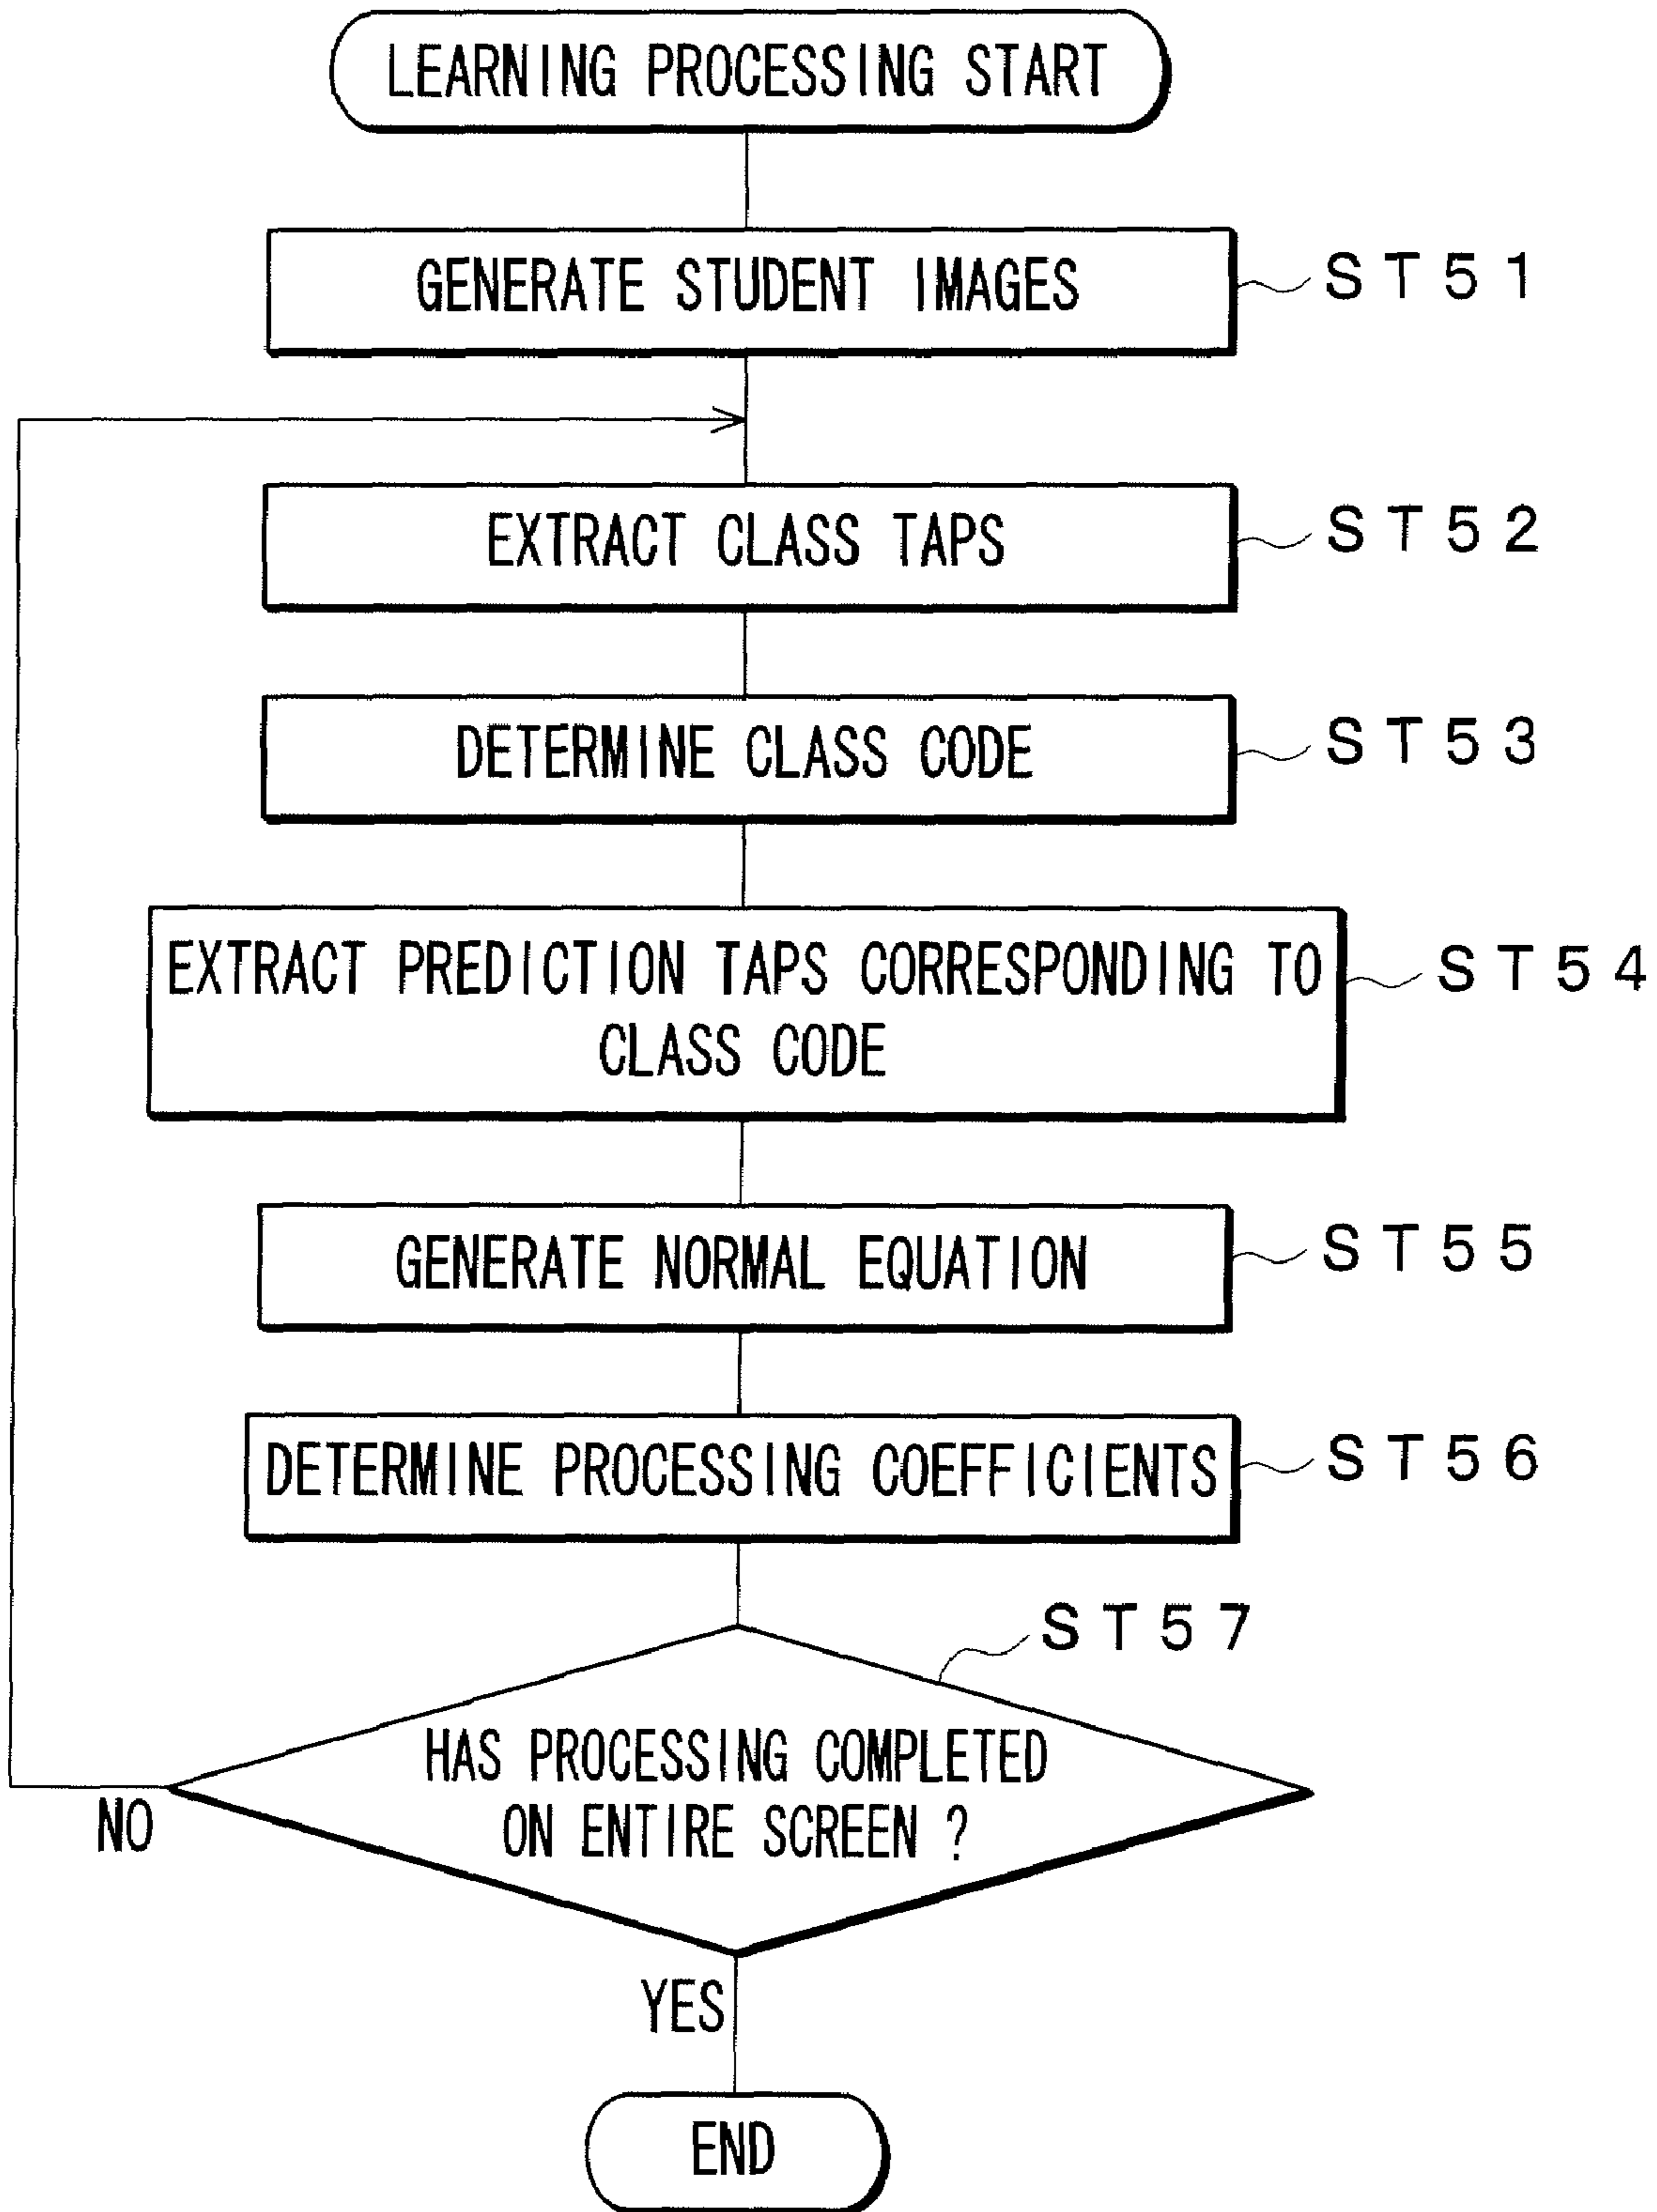 LEARNING PROCESSING START
GENERATE STUDENT IMAGES
ST51
EXTRACT CLASS TAPS
ST52
DETERMINE CLASS CODE
ST53
EXTRACT PREDICTION TAPS CORRESPONDING TO
CLASS CODE
ST54
GENERATE NORMAL EQUATION
ST55
DETERMINE PROCESSING COEFFICIENTS
ST56
ST57
HAS PROCESSING COMPLETED
ON ENTIRE SCREEN ?
NO
YES
END